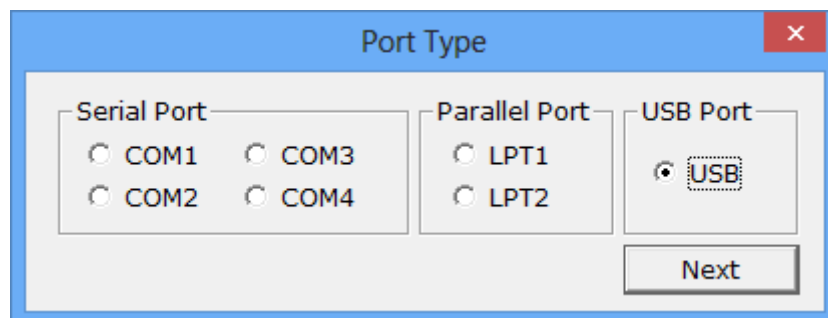 Port Type
Serial Port Parallel Port USB Port
COM1 COM3 LPT1 USB
COM2 COM4 LPT2
Next